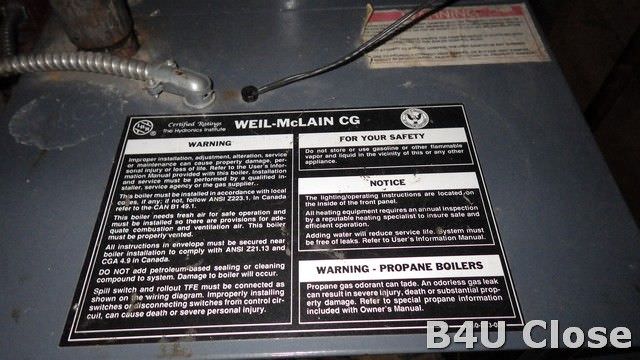 WARNING
Certified Ratings
The Hydronics Institute
WEIL-McLAIN CG
WARNING
Improper installation, adjustment, alteration, service
or maintenance can cause property damage, per-
sonal injury or loss of life. Refer to the User's Infor-
mation Manual provided with this boiler. Installation
and service must be performed by a qualified in-
staller, service agency or the gas supplier.
This boiler must be installed in accordance with local
codes, if any; if not, follow ANSI Z223.1. In Canada
refer to the CAN B1 49.1.
This boiler needs fresh air for safe operation and
must be installed so there are provisions for ade-
quate combustion and ventilation air. This boiler
must be properly vented.
All instructions in envelope must be secured near
boiler installation to comply with ANSI Z21.13 and
CGA 4.9 in Canada.
DO NOT add petroleum-based sealing or cleaning
compound to system. Damage to boiler will occur.
Spill switch and rollout TFE must be connected as
shown on the wiring diagram. Improperly installing
switches or disconnecting switches from control cir-
cuit, can cause death or severe personal injury.
FOR YOUR SAFETY
Do not store or use gasoline or other flammable
vapor and liquid in the vicinity of this or any other
appliance.
NOTICE
The lighting/operating instructions are located on
the inside of the front panel.
All heating equipment requires an annual inspection
by a reputable heating specialist to insure safe and
efficient operation.
Adding water will reduce service life. System must
be free of leaks. Refer to User's Information Manual.
WARNING - PROPANE BOILERS
Propane gas odorant can fade. An odorless gas leak
can result in severe injury, death or substantial prop-
erty damage. Refer to special propane information
included with Owner's Manual.
B4U Close